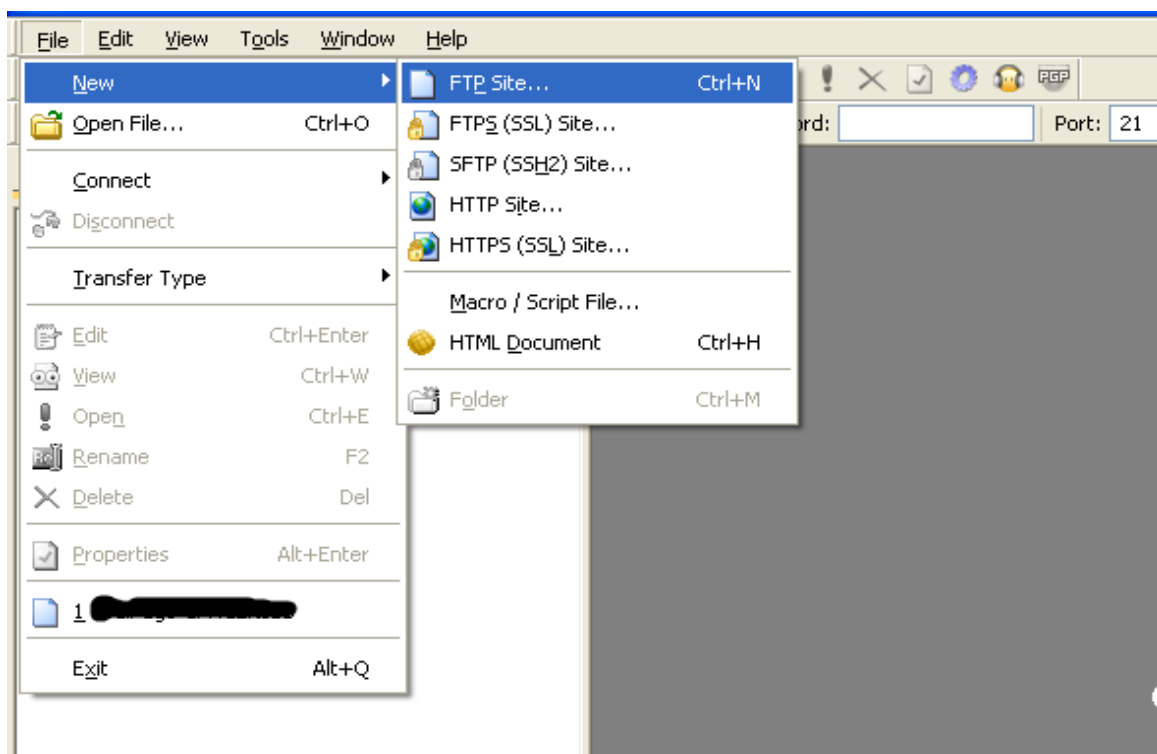 File Edit View Tools Window Help
New
Open File... Ctrl+O
Connect
Disconnect
Transfer Type
Edit Ctrl+Enter
View Ctrl+W
Open Ctrl+E
Rename F2
Delete Del
Properties Alt+Enter
1
Exit Alt+Q
FTP Site... Ctrl+N
FTPS (SSL) Site...
SFTP (SSH2) Site...
HTTP Site...
HTTPS (SSL) Site...
Macro / Script File...
HTML Document Ctrl+H
Folder Ctrl+M
PGP
ord: Port: 21